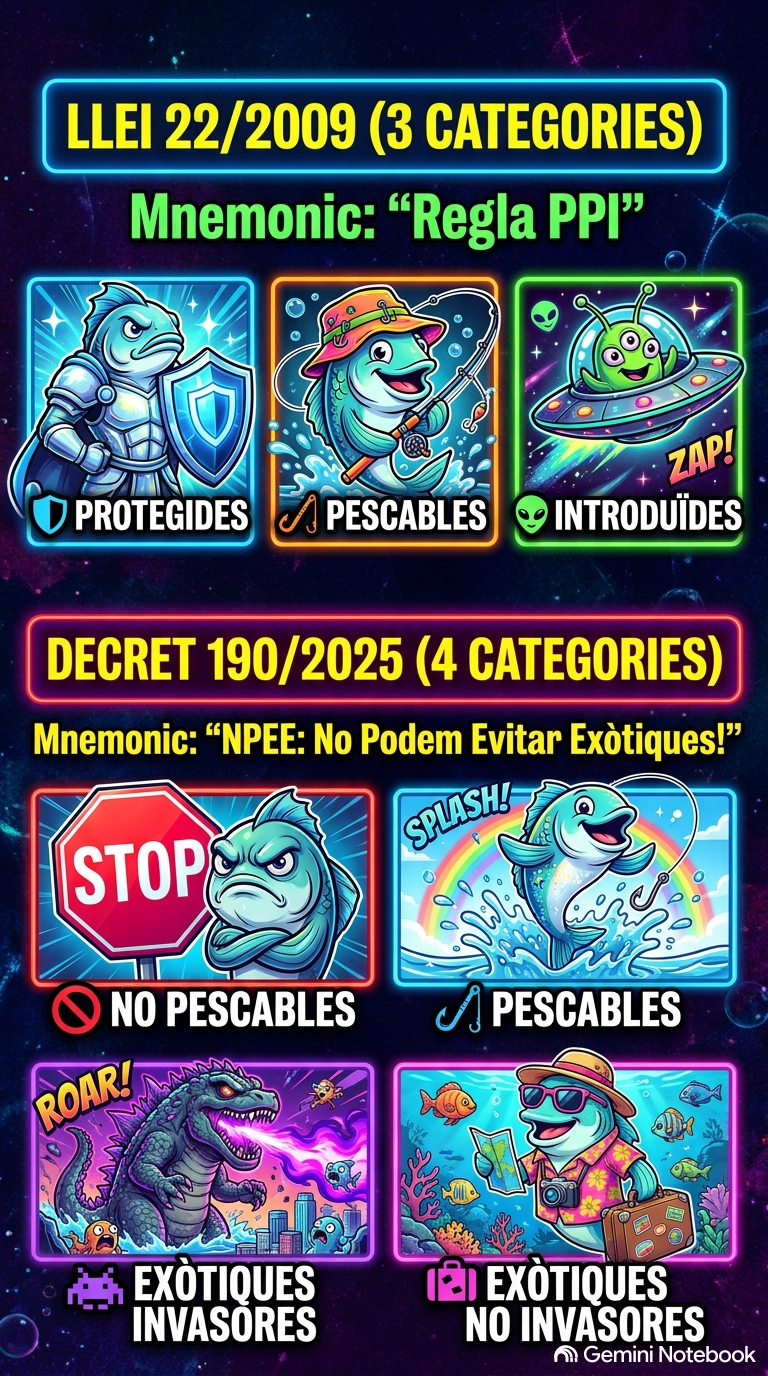 LLEI 22/2009 (3 CATEGORIES)
Mnemonic: “Regla PPI”
ZAP!
PROTEGIDES
PESCABLES
INTRODUÏDES
DECRET 190/2025 (4 CATEGORIES)
Mnemonic: “NPEE: No Podem Evitar Exòtiques!”
STOP
SPLASH!
NO PESCABLES
PESCABLES
ROAR!
EXÒTIQUES
INVASORES
EXÒTIQUES
NO INVASORES
Gemini Notebook